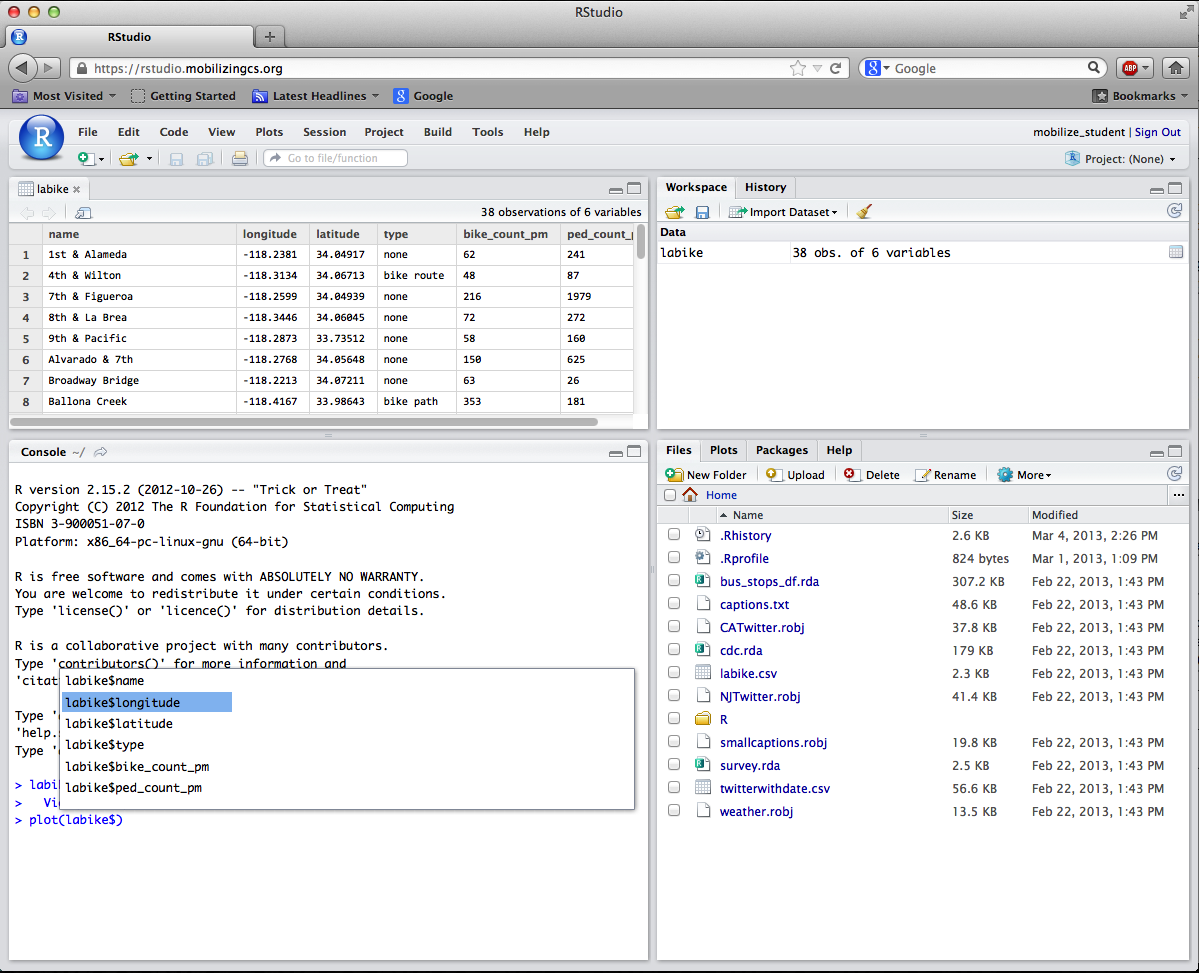 RStudio
R RStudio +
https://rstudio.mobilizingcs.org 8 Google ABP
Most Visited Getting Started Latest Headlines 8 Google Bookmarks
R File Edit Code View Plots Session Project Build Tools Help mobilize_student | Sign Out
Go to file/function R Project: (None)
labike
38 observations of 6 variables
name longitude latitude type bike_count_pm ped_count_
1 1st & Alameda -118.2381 34.04917 none 62 241
2 4th & Wilton -118.3134 34.06713 bike route 48 87
3 7th & Figueroa -118.2599 34.04939 none 216 1979
4 8th & La Brea -118.3446 34.06045 none 72 272
5 9th & Pacific -118.2873 33.73512 none 58 160
6 Alvarado & 7th -118.2768 34.05648 none 150 625
7 Broadway Bridge -118.2213 34.07211 none 63 26
8 Ballona Creek -118.4167 33.98643 bike path 353 181
Workspace History
Import Dataset
Data
labike 38 obs. of 6 variables
Console ~/
R version 2.15.2 (2012-10-26) -- "Trick or Treat"
Copyright (C) 2012 The R Foundation for Statistical Computing
ISBN 3-900051-07-0
Platform: x86_64-pc-linux-gnu (64-bit)
R is free software and comes with ABSOLUTELY NO WARRANTY.
You are welcome to redistribute it under certain conditions.
Type 'license()' or 'licence()' for distribution details.
R is a collaborative project with many contributors.
Type 'contributors()' for more information and
'citat
Type '
'help.
Type '
labike$name
labike$longitude
labike$latitude
labike$type
labike$bike_count_pm
labike$ped_count_pm
> labi
> Vi
> plot(labike$)
Files Plots Packages Help
New Folder Upload Delete Rename More
Home ...
Name Size Modified
.Rhistory 2.6 KB Mar 4, 2013, 2:26 PM
.Rprofile 824 bytes Mar 1, 2013, 1:09 PM
bus_stops_df.rda 307.2 KB Feb 22, 2013, 1:43 PM
captions.txt 48.6 KB Feb 22, 2013, 1:43 PM
CATwitter.robj 37.8 KB Feb 22, 2013, 1:43 PM
cdc.rda 179 KB Feb 22, 2013, 1:43 PM
labike.csv 2.3 KB Feb 22, 2013, 1:43 PM
NJTwitter.robj 41.4 KB Feb 22, 2013, 1:43 PM
R
smallcaptions.robj 19.8 KB Feb 22, 2013, 1:43 PM
survey.rda 2.5 KB Feb 22, 2013, 1:43 PM
twitterwithdate.csv 56.6 KB Feb 22, 2013, 1:43 PM
weather.robj 13.5 KB Feb 22, 2013, 1:43 PM